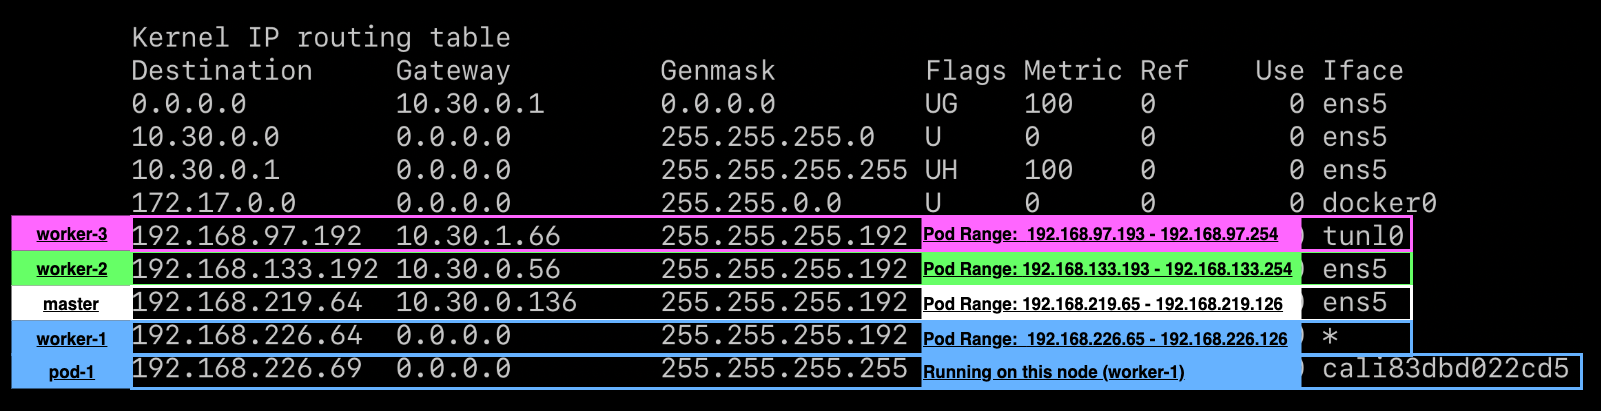 Kernel IP routing table
Destination Gateway Genmask Flags Metric Ref Use Iface
0.0.0.0 10.30.0.1 0.0.0.0 UG 100 0 0 ens5
10.30.0.0 0.0.0.0 255.255.255.0 U 0 0 0 ens5
10.30.0.1 0.0.0.0 255.255.255.255 UH 100 0 0 ens5
172.17.0.0 0.0.0.0 255.255.0.0 U 0 0 0 docker0
worker-3 192.168.97.192 10.30.1.66 255.255.255.192 Pod Range: 192.168.97.193 - 192.168.97.254 tunl0
worker-2 192.168.133.192 10.30.0.56 255.255.255.192 Pod Range: 192.168.133.193 - 192.168.133.254 ens5
master 192.168.219.64 10.30.0.136 255.255.255.192 Pod Range: 192.168.219.65 - 192.168.219.126 ens5
worker-1 192.168.226.64 0.0.0.0 255.255.255.192 Pod Range: 192.168.226.65 - 192.168.226.126 *
pod-1 192.168.226.69 0.0.0.0 255.255.255.255 Running on this node (worker-1) cali83dbd022cd5